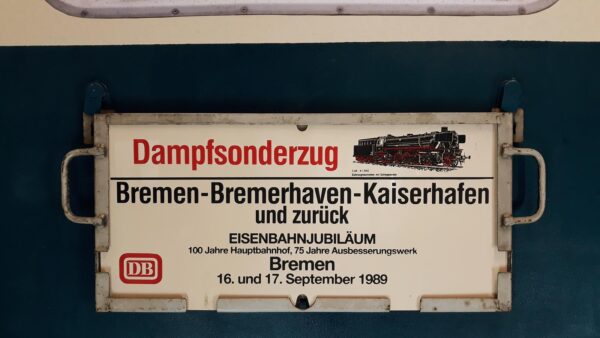 Dampfsonderzug
Bremen-Bremerhaven-Kaiserhafen
und zurück
EISENBAHNJUBILÄUM
100 Jahre Hauptbahnhof, 75 Jahre Ausbesserungswerk
Bremen
DB
16. und 17. September 1989